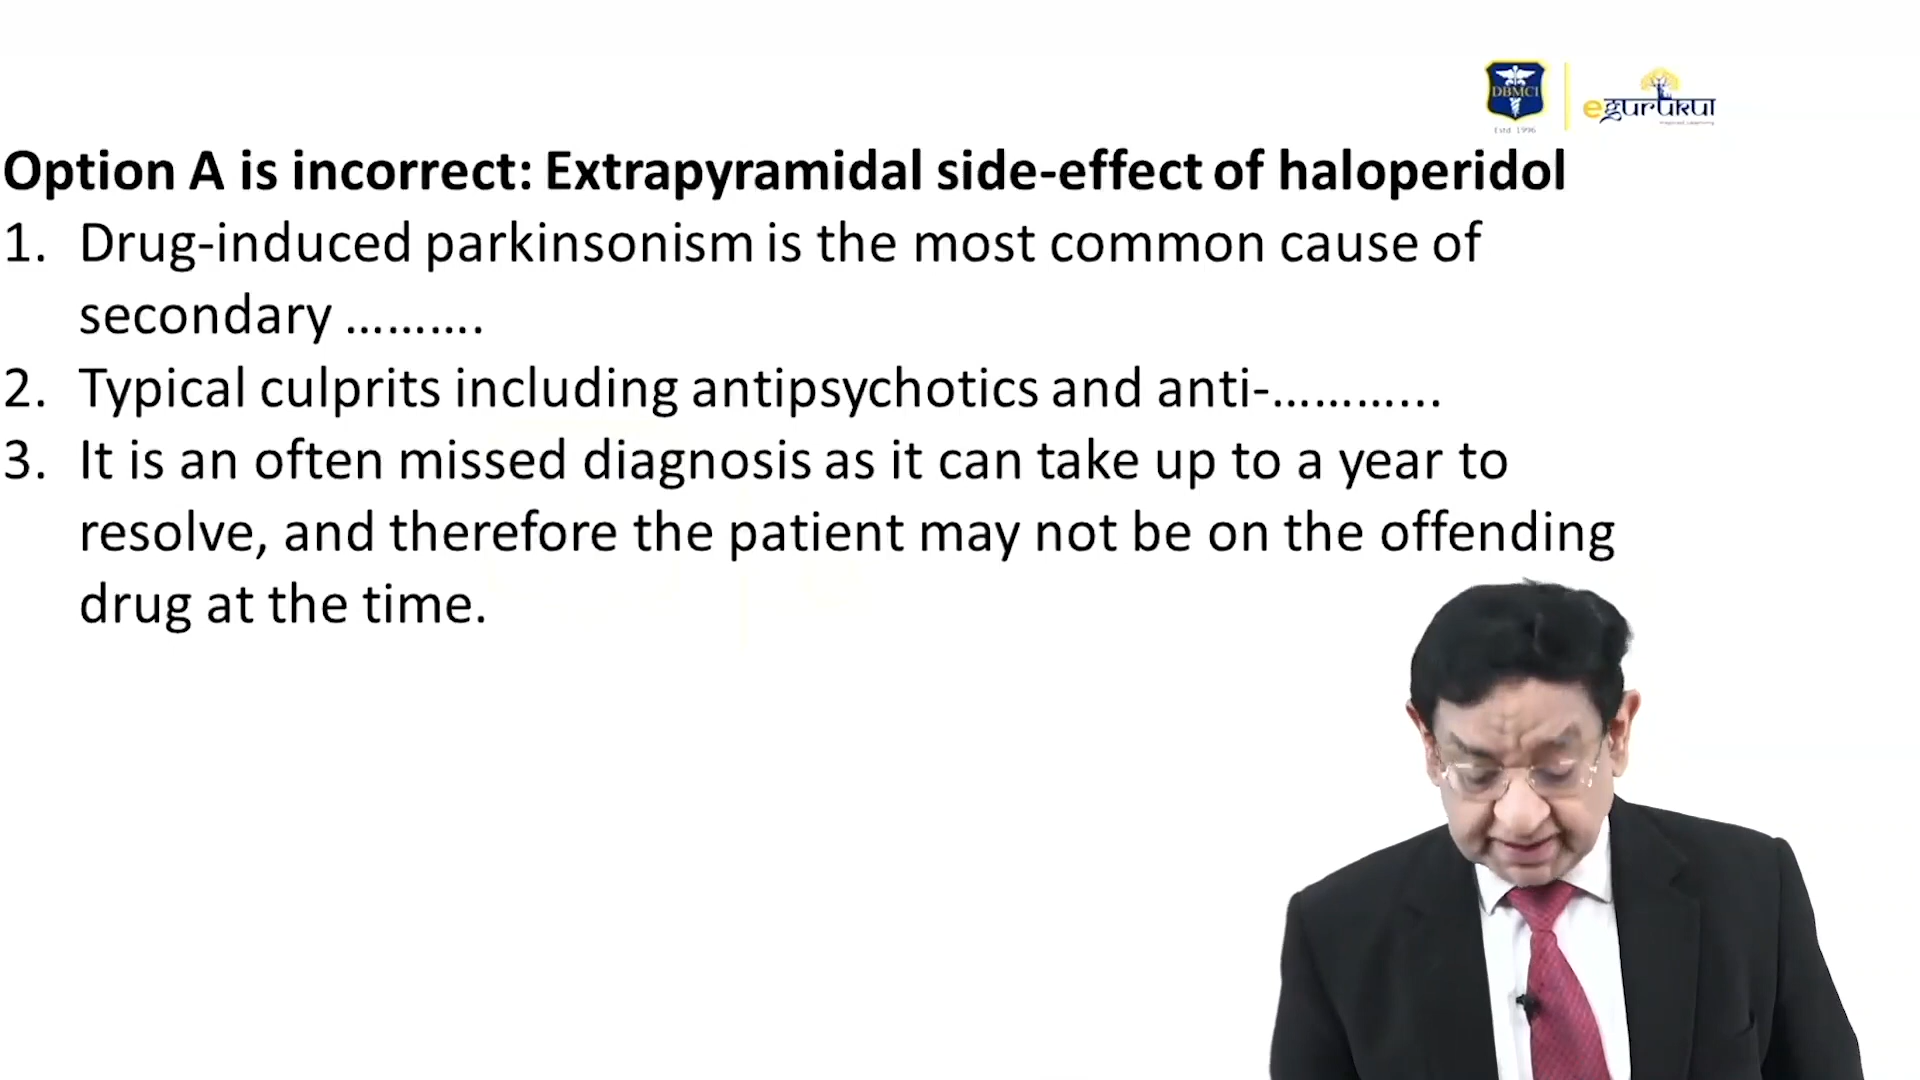 DBMCI
Estd 1996
egurukul
Option A is incorrect: Extrapyramidal side-effect of haloperidol
1. Drug-induced parkinsonism is the most common cause of
secondary ……….
2. Typical culprits including antipsychotics and anti-………...
3. It is an often missed diagnosis as it can take up to a year to
resolve, and therefore the patient may not be on the offending
drug at the time.